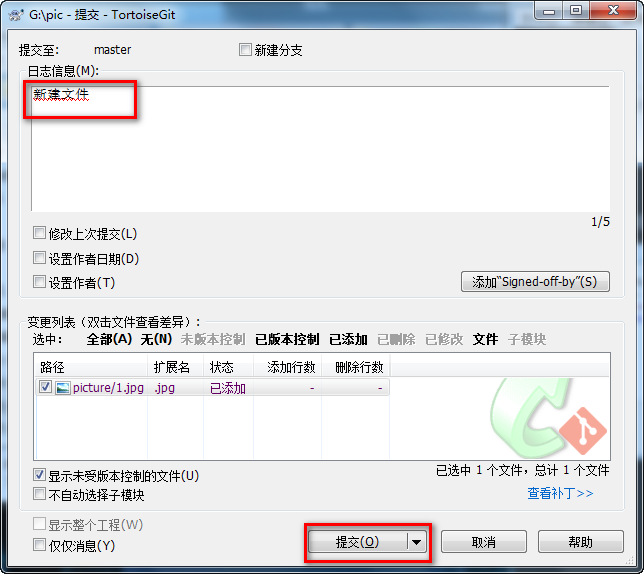 G:\pic - 提交 - TortoiseGit
提交至: master 新建分支
日志信息(M):
新建文件
1/5
修改上次提交(L)
设置作者日期(D)
设置作者(T) 添加“Signed-off-by”(S)
变更列表（双击文件查看差异）:
选中: 全部(A) 无(N) 未版本控制 已版本控制 已添加 已删除 已修改 文件 子模块
路径 扩展名 状态 添加行数 删除行数
picture/1.jpg .jpg 已添加 - -
显示未受版本控制的文件(U) 已选中 1 个文件，总计 1 个文件
不自动选择子模块 查看补丁>>
显示整个工程(W)
仅仅消息(Y) 提交(O) 取消 帮助